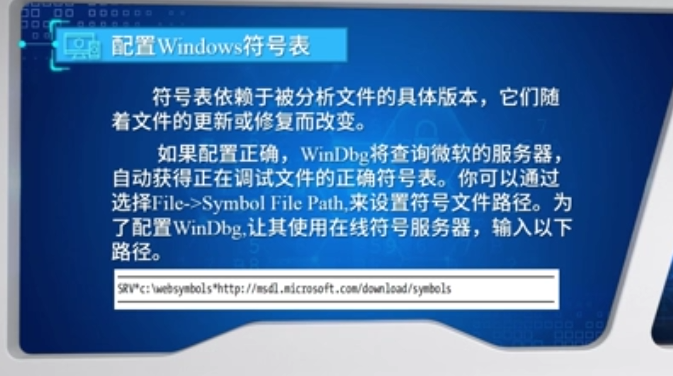 配置Windows符号表
符号表依赖于被分析文件的具体版本，它们随
着文件的更新或修复而改变。
如果配置正确，WinDbg将查询微软的服务器，
自动获得正在调试文件的正确符号表。你可以通过
选择File->Symbol File Path,来设置符号文件路径。为
了配置WinDbg,让其使用在线符号服务器，输入以下
路径。
SRV*c:\websymbols*http://msdl.microsoft.com/download/symbols